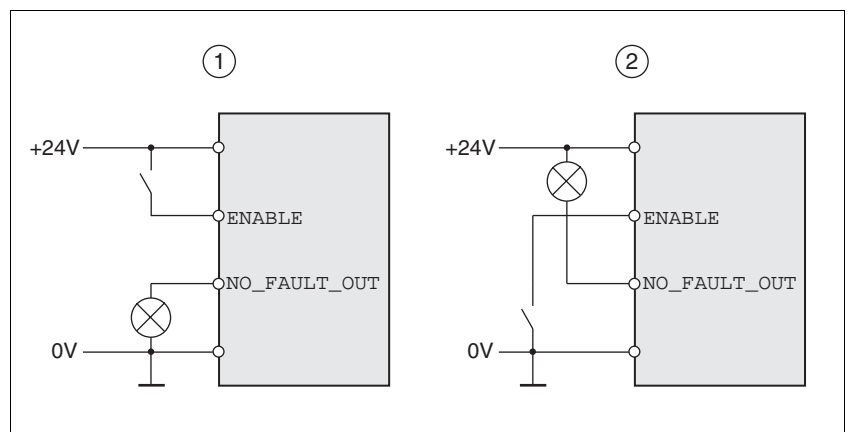 1
2
+24V
ENABLE
NO_FAULT_OUT
0V
+24V
ENABLE
NO_FAULT_OUT
0V